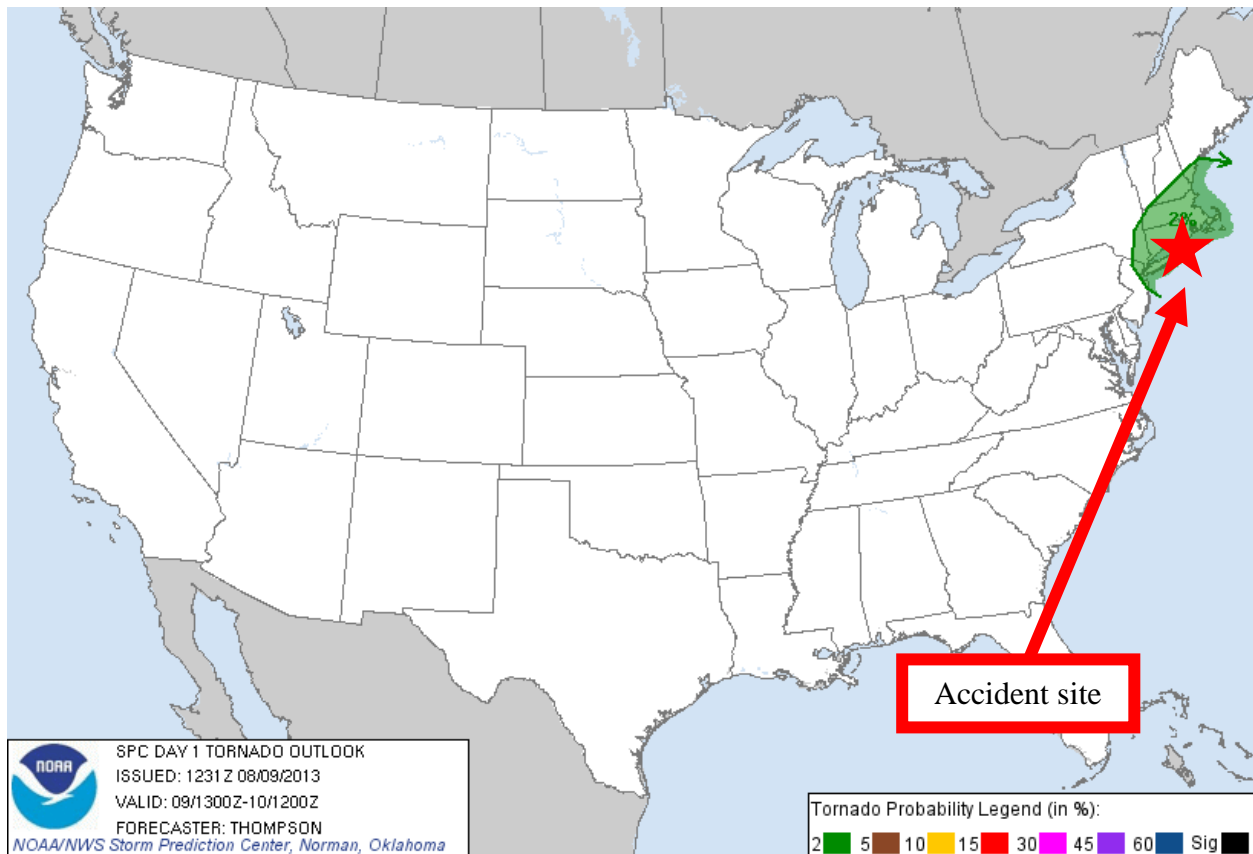 2%
Accident site
NOAA
SPC DAY 1 TORNADO OUTLOOK
ISSUED: 1231Z 08/09/2013
VALID: 09/1300Z-10/1200Z
FORECASTER: THOMPSON
NOAA/NWS Storm Prediction Center, Norman, Oklahoma
Tornado Probability Legend (in %):
2 5 10 15 30 45 60 Sig